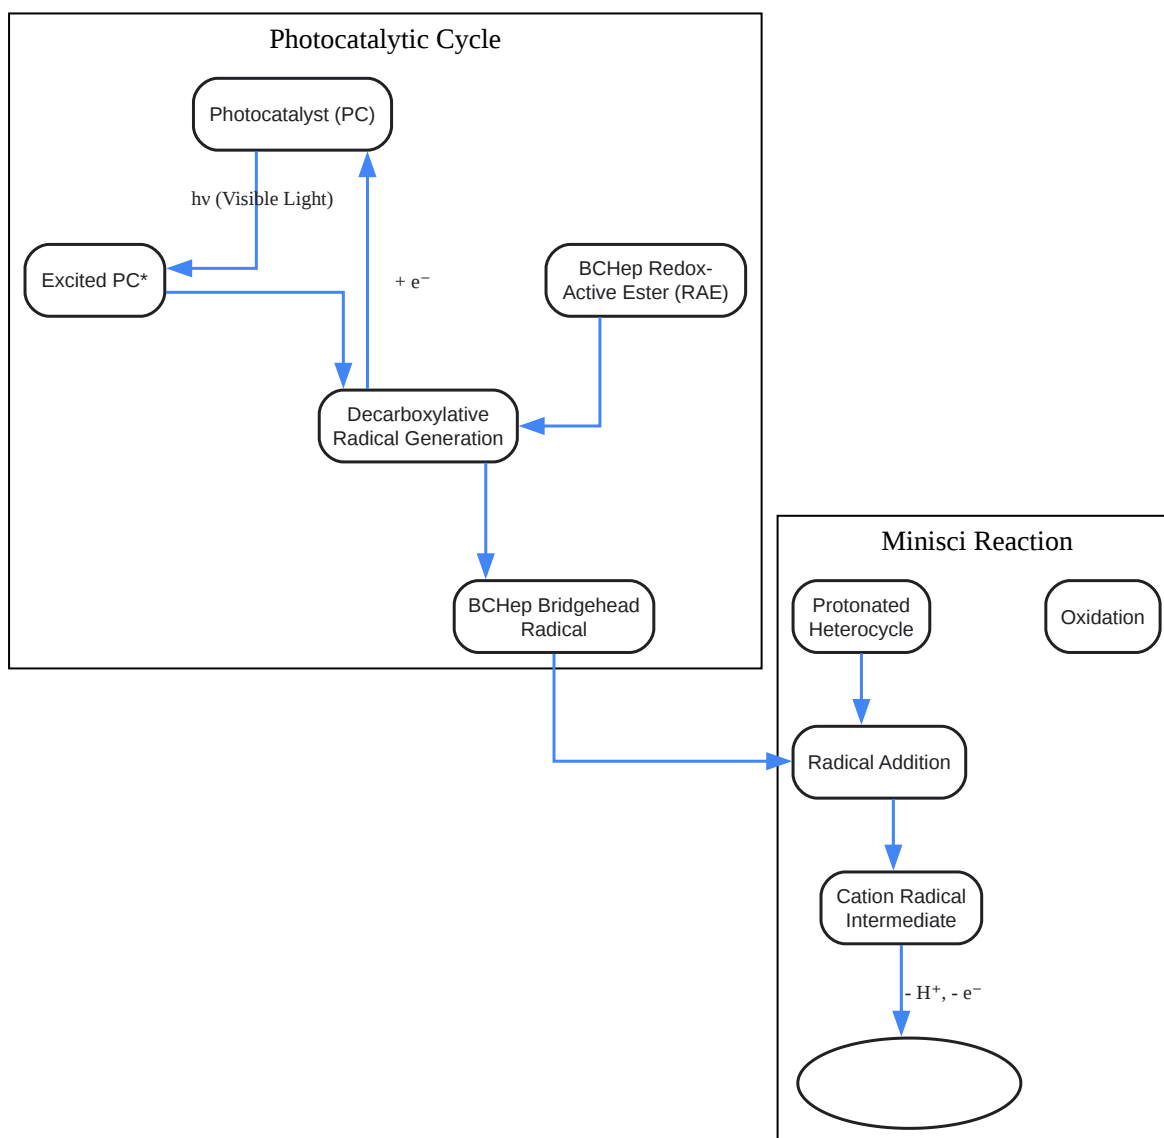 Photocatalytic Cycle
Photocatalyst (PC)
hν (Visible Light)
Excited PC*
+ e⁻
BCHep Redox-
Active Ester (RAE)
Decarboxylative
Radical Generation
BCHep Bridgehead
Radical
Minisci Reaction
Protonated
Heterocycle
Oxidation
Radical Addition
Cation Radical
Intermediate
- H⁺, - e⁻